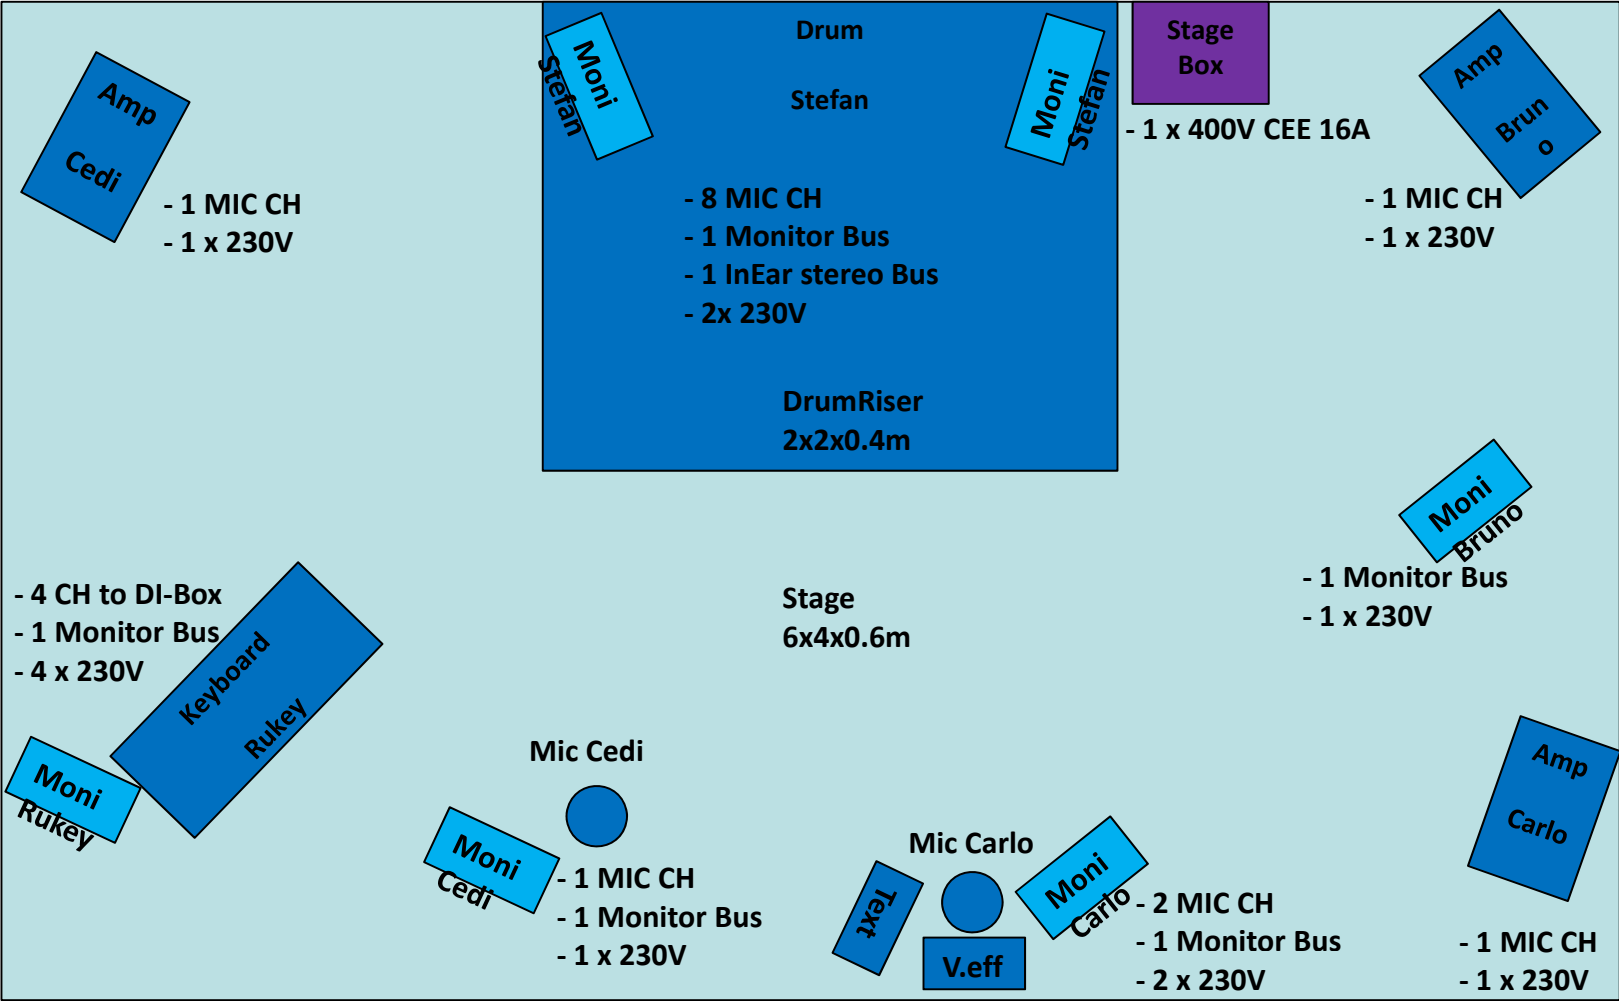 Drum
Stefan
Moni
Stefan
Moni
Stefan
Stage
Box
- 1 x 400V CEE 16A
Amp
Cedi
- 1 MIC CH
- 1 x 230V
Amp
Brun
o
- 1 MIC CH
- 1 x 230V
- 8 MIC CH
- 1 Monitor Bus
- 1 InEar stereo Bus
- 2x 230V
DrumRiser
2x2x0.4m
Moni
Bruno
- 1 Monitor Bus
- 1 x 230V
- 4 CH to DI-Box
- 1 Monitor Bus
- 4 x 230V
Keyboard
Rukey
Moni
Rukey
Stage
6x4x0.6m
Mic Cedi
Moni
Cedi
- 1 MIC CH
- 1 Monitor Bus
- 1 x 230V
Mic Carlo
Text
V.eff
Moni
Carlo
- 2 MIC CH
- 1 Monitor Bus
- 2 x 230V
Amp
Carlo
- 1 MIC CH
- 1 x 230V